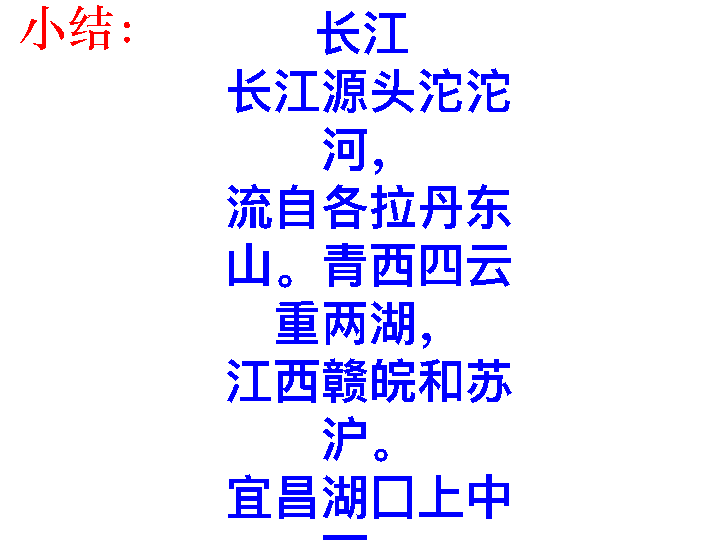 小结：
长江
长江源头沱沱
河，
流自各拉丹东
山。青西四云
重两湖，
江西赣皖和苏
沪。
宜昌湖口上中